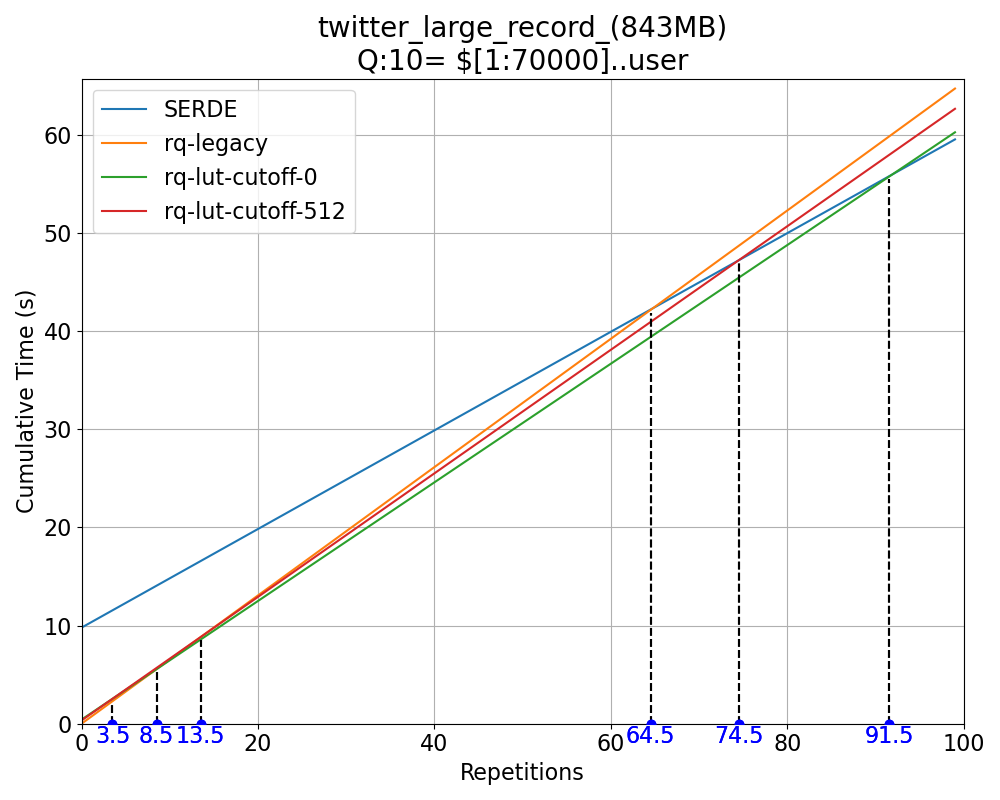 twitter_large_record_(843MB)
Q:10= $[1:70000]..user
SERDE
rq-legacy
rq-lut-cutoff-0
rq-lut-cutoff-512
Cumulative Time (s)
60
50
40
30
20
10
0
3.5 8.5 13.5 64.5 74.5 91.5
0 20 40 60 80 100
Repetitions